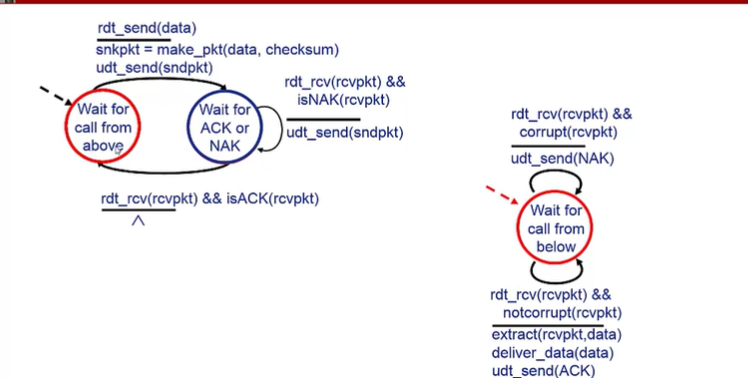 rdt_send(data)
snkpkt = make_pkt(data, checksum)
udt_send(sndpkt)
Wait for
call from
above
Wait for
ACK or
NAK
rdt_rcv(rcvpkt) &&
isNAK(rcvpkt)
udt_send(sndpkt)
rdt_rcv(rcvpkt) && isACK(rcvpkt)
Λ
rdt_rcv(rcvpkt) &&
corrupt(rcvpkt)
udt_send(NAK)
Wait for
call from
below
rdt_rcv(rcvpkt) &&
notcorrupt(rcvpkt)
extract(rcvpkt,data)
deliver_data(data)
udt_send(ACK)